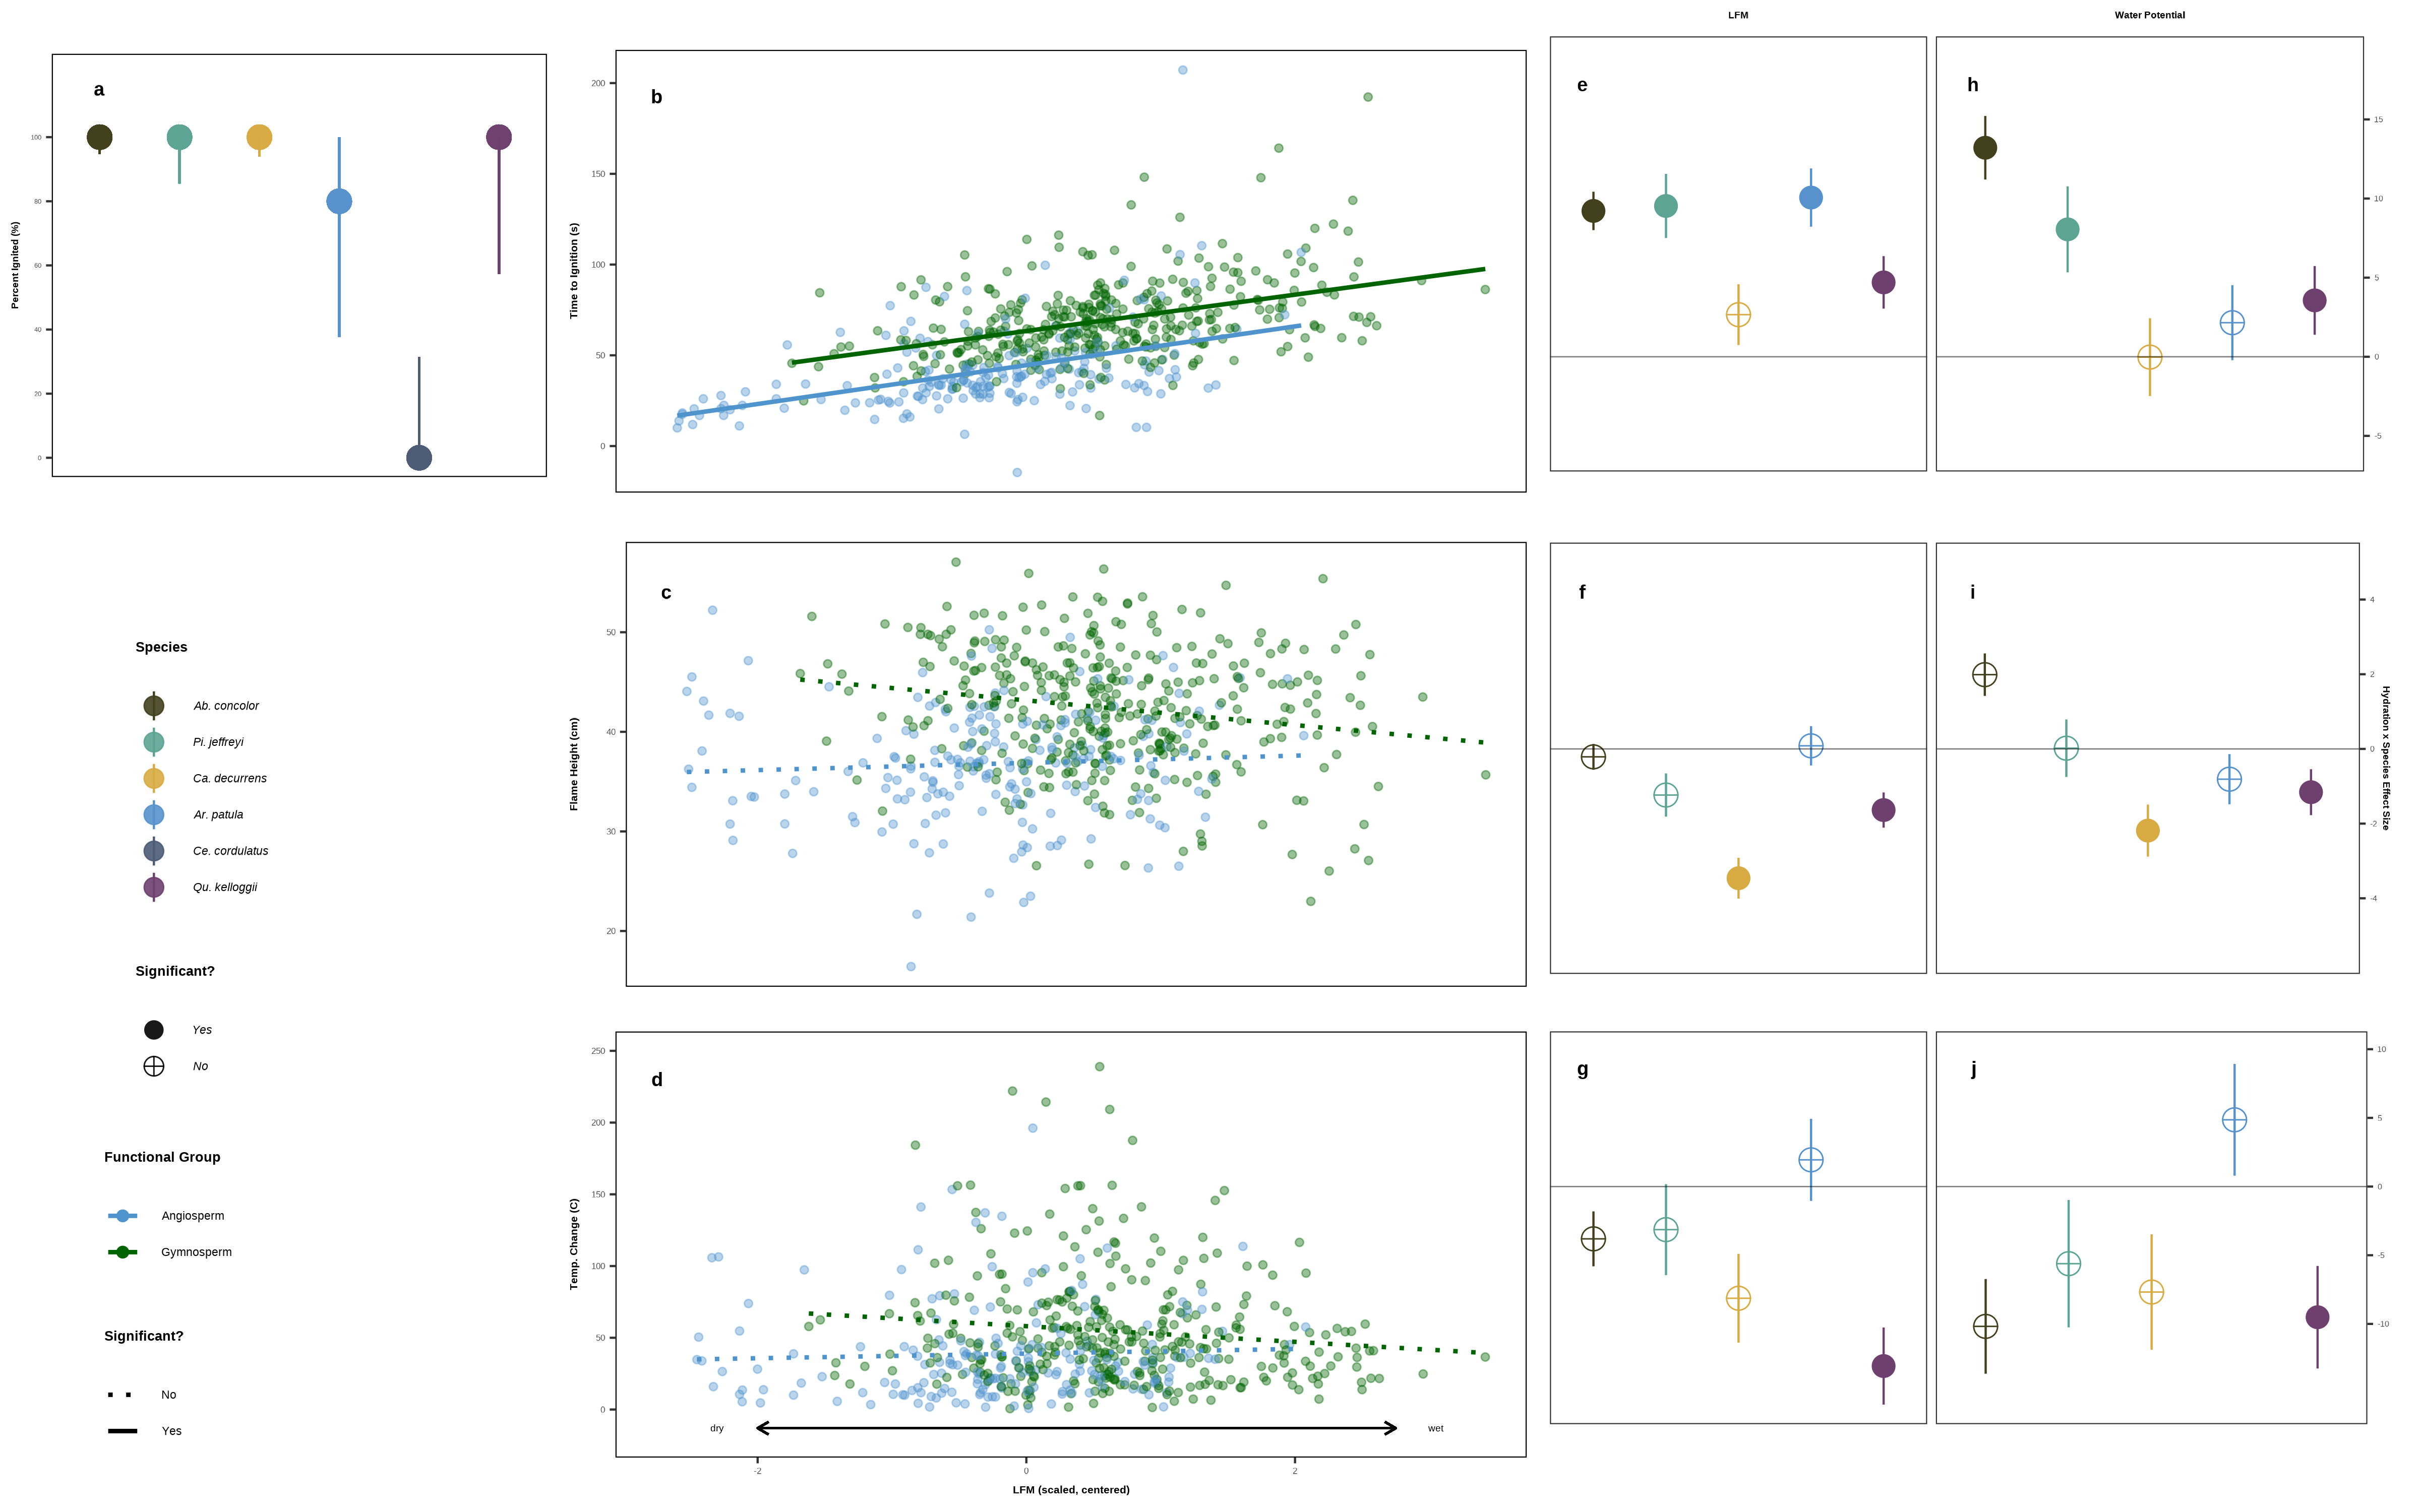 LFM
Water Potential
a
Percent Ignited (%)
100
80
60
40
20
0
b
Time to Ignition (s)
200
150
100
50
0
e
h
15
10
5
0
-5
c
Flame Height (cm)
50
40
30
20
f
i
4
2
0
-2
-4
Hydration x Species Effect Size
Species
Ab. concolor
Pi. jeffreyi
Ca. decurrens
Ar. patula
Ce. cordulatus
Qu. kelloggii
Significant?
Yes
No
Functional Group
Angiosperm
Gymnosperm
Significant?
No
Yes
d
Temp. Change (C)
250
200
150
100
50
0
dry
wet
-2
0
2
LFM (scaled, centered)
g
j
10
5
0
-5
-10